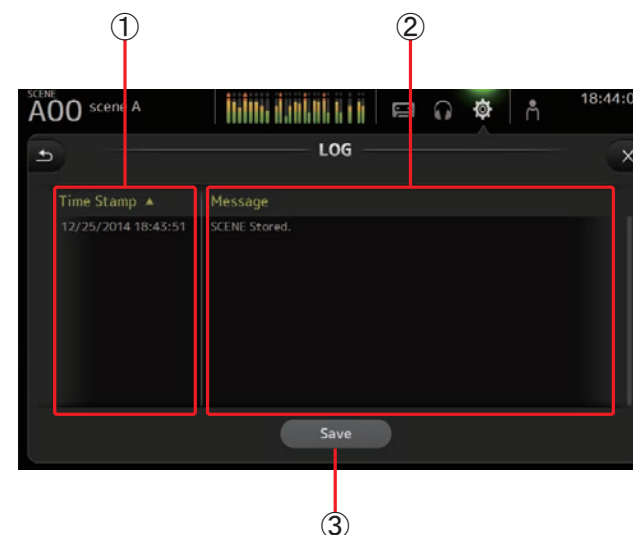 ① ②
SCENE
A00 scene A
18:44:0
LOG
Time Stamp ▲ Message
12/25/2014 18:43:51 SCENE Stored.
Save
③